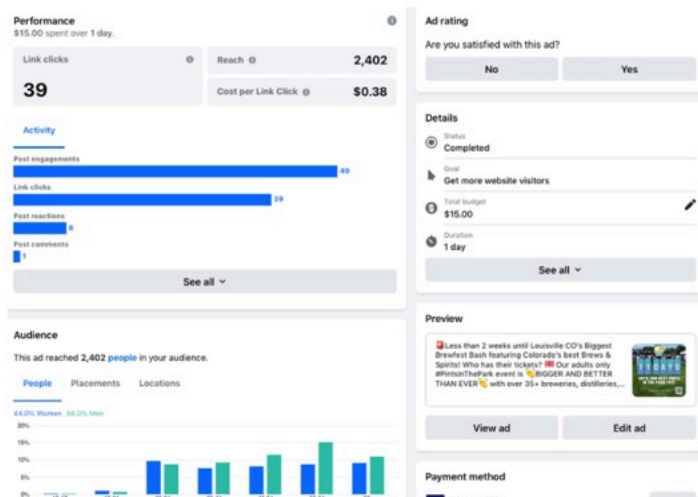 Performance
$15.00 spent over 1 day.
Link clicks
39
Reach
2,402
Cost per Link Click
$0.38
Activity
Post engagements
49
Link clicks
39
Post reactions
8
Post comments
1
See all
Audience
This ad reached 2,402 people in your audience.
People Placements Locations
44.0% Women 56.0% Men
20%
15%
10%
5%
Ad rating
Are you satisfied with this ad?
No
Yes
Details
Status
Completed
Goal
Get more website visitors
Total budget
$15.00
Duration
1 day
See all
Preview
Less than 2 weeks until Louisville CO's Biggest
Brewfest Bash featuring Colorado's best Brews &
Spirits! Who has their tickets? Our adults only
#PintsInThePark event is BIGGER AND BETTER
THAN EVER with over 35+ breweries, distilleries,...
11 DAYS
View ad
Edit ad
Payment method